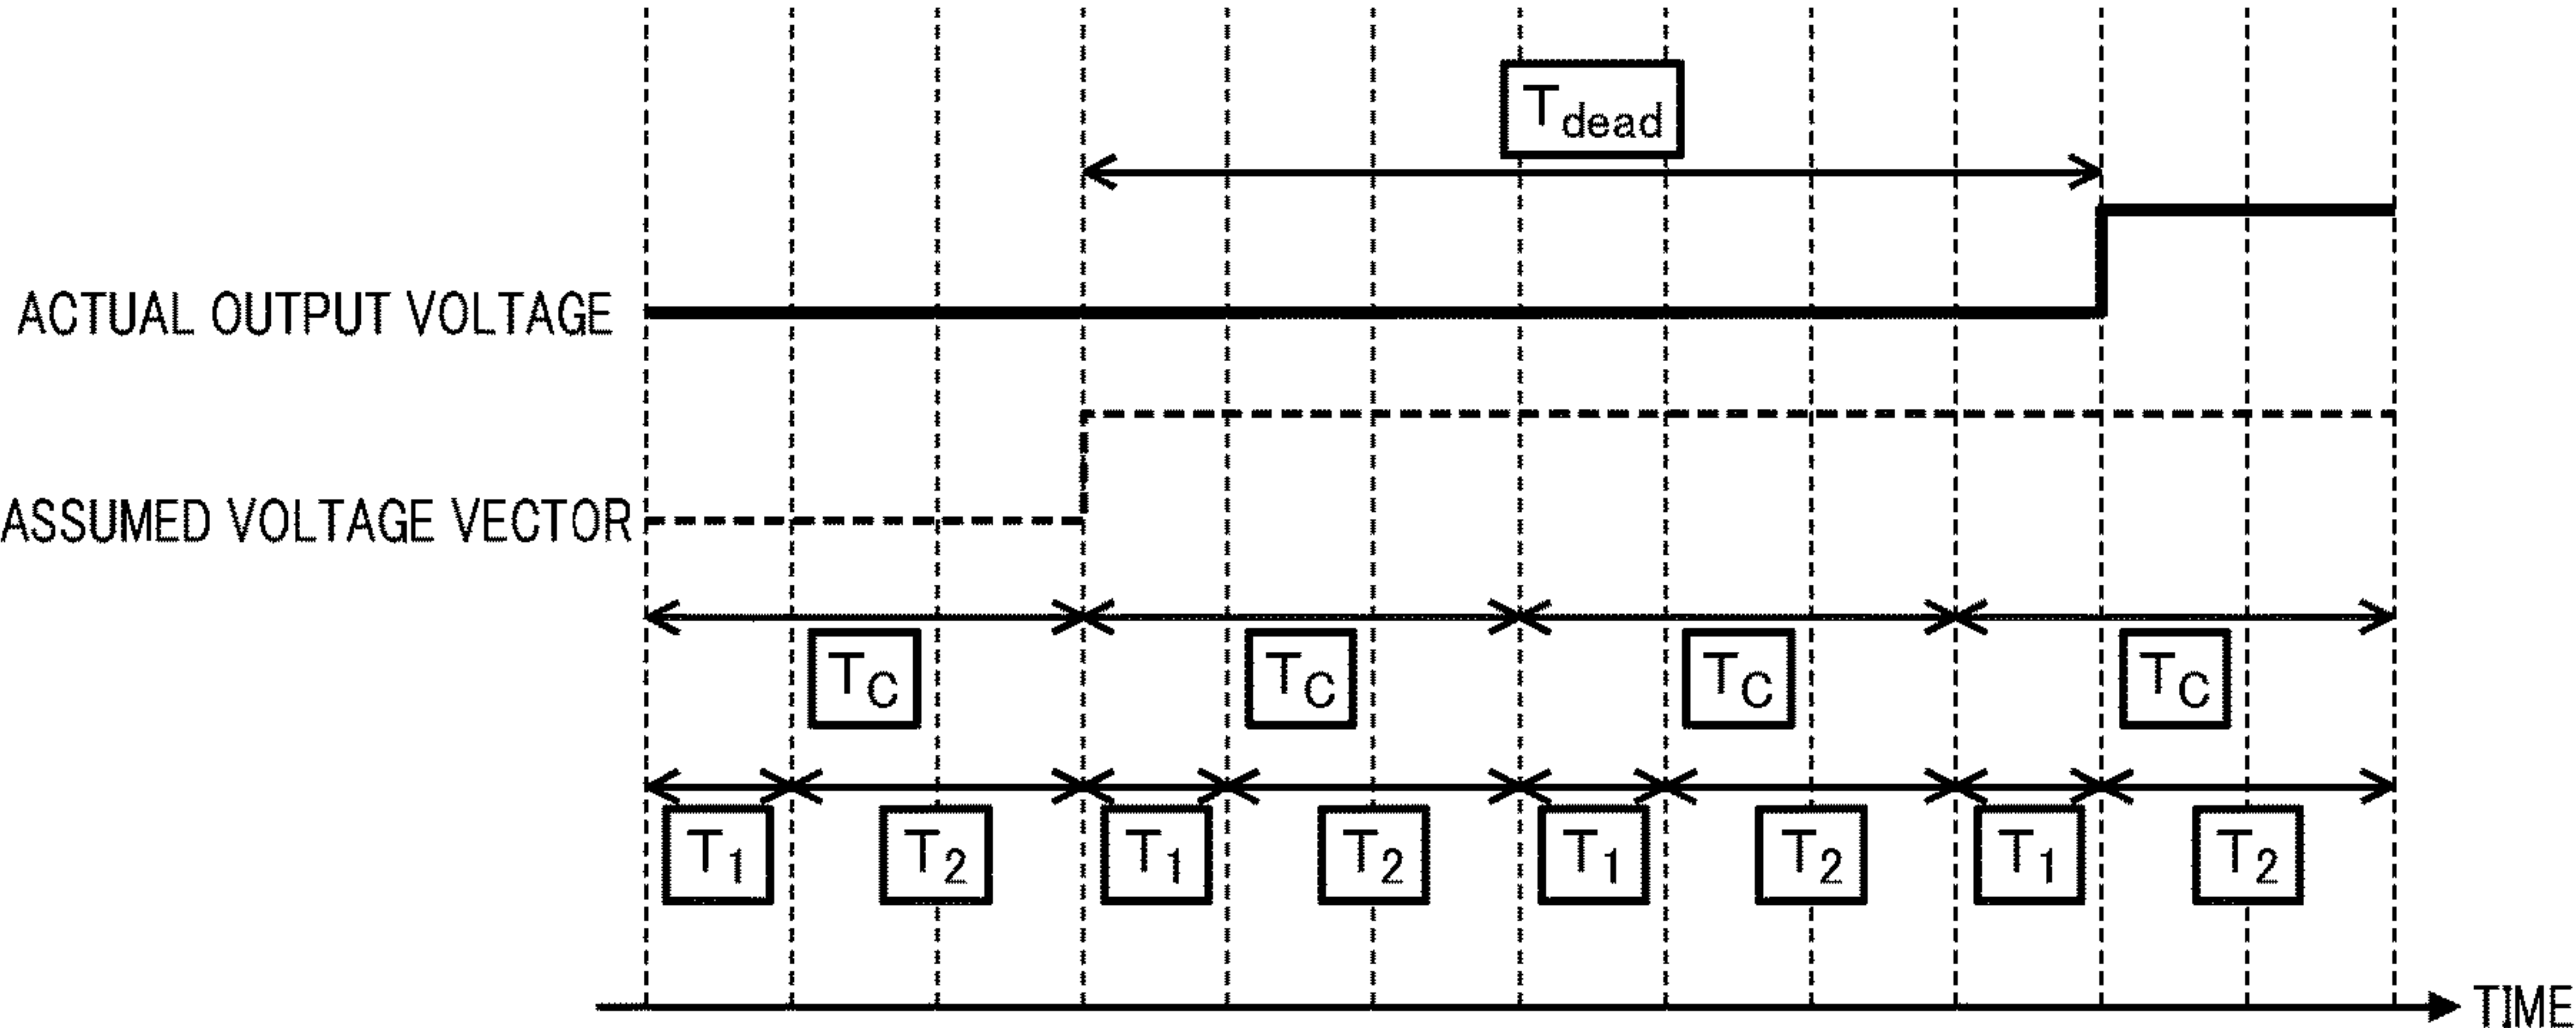 Tdead
ACTUAL OUTPUT VOLTAGE
ASSUMED VOLTAGE VECTOR
TC TC TC TC
T1 T2 T1 T2 T1 T2 T1 T2
TIME